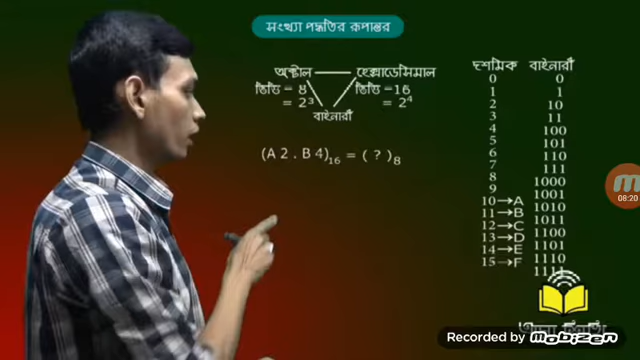 সংখ্যা পদ্ধতির রূপান্তর
অক্টাল হেক্সাডেসিমাল
ভিত্তি = 8 ভিত্তি = 16
= 2³ = 2⁴
বাইনারী
(A 2 . B 4)₁₆ = ( ? )₈
দশমিক বাইনারী
0 0
1 1
2 10
3 11
4 100
5 101
6 110
7 111
8 1000
9 1001
10→A 1010
11→B 1011
12→C 1100
13→D 1101
14→E 1110
15→F 1111
08:20
Recorded by mobizen